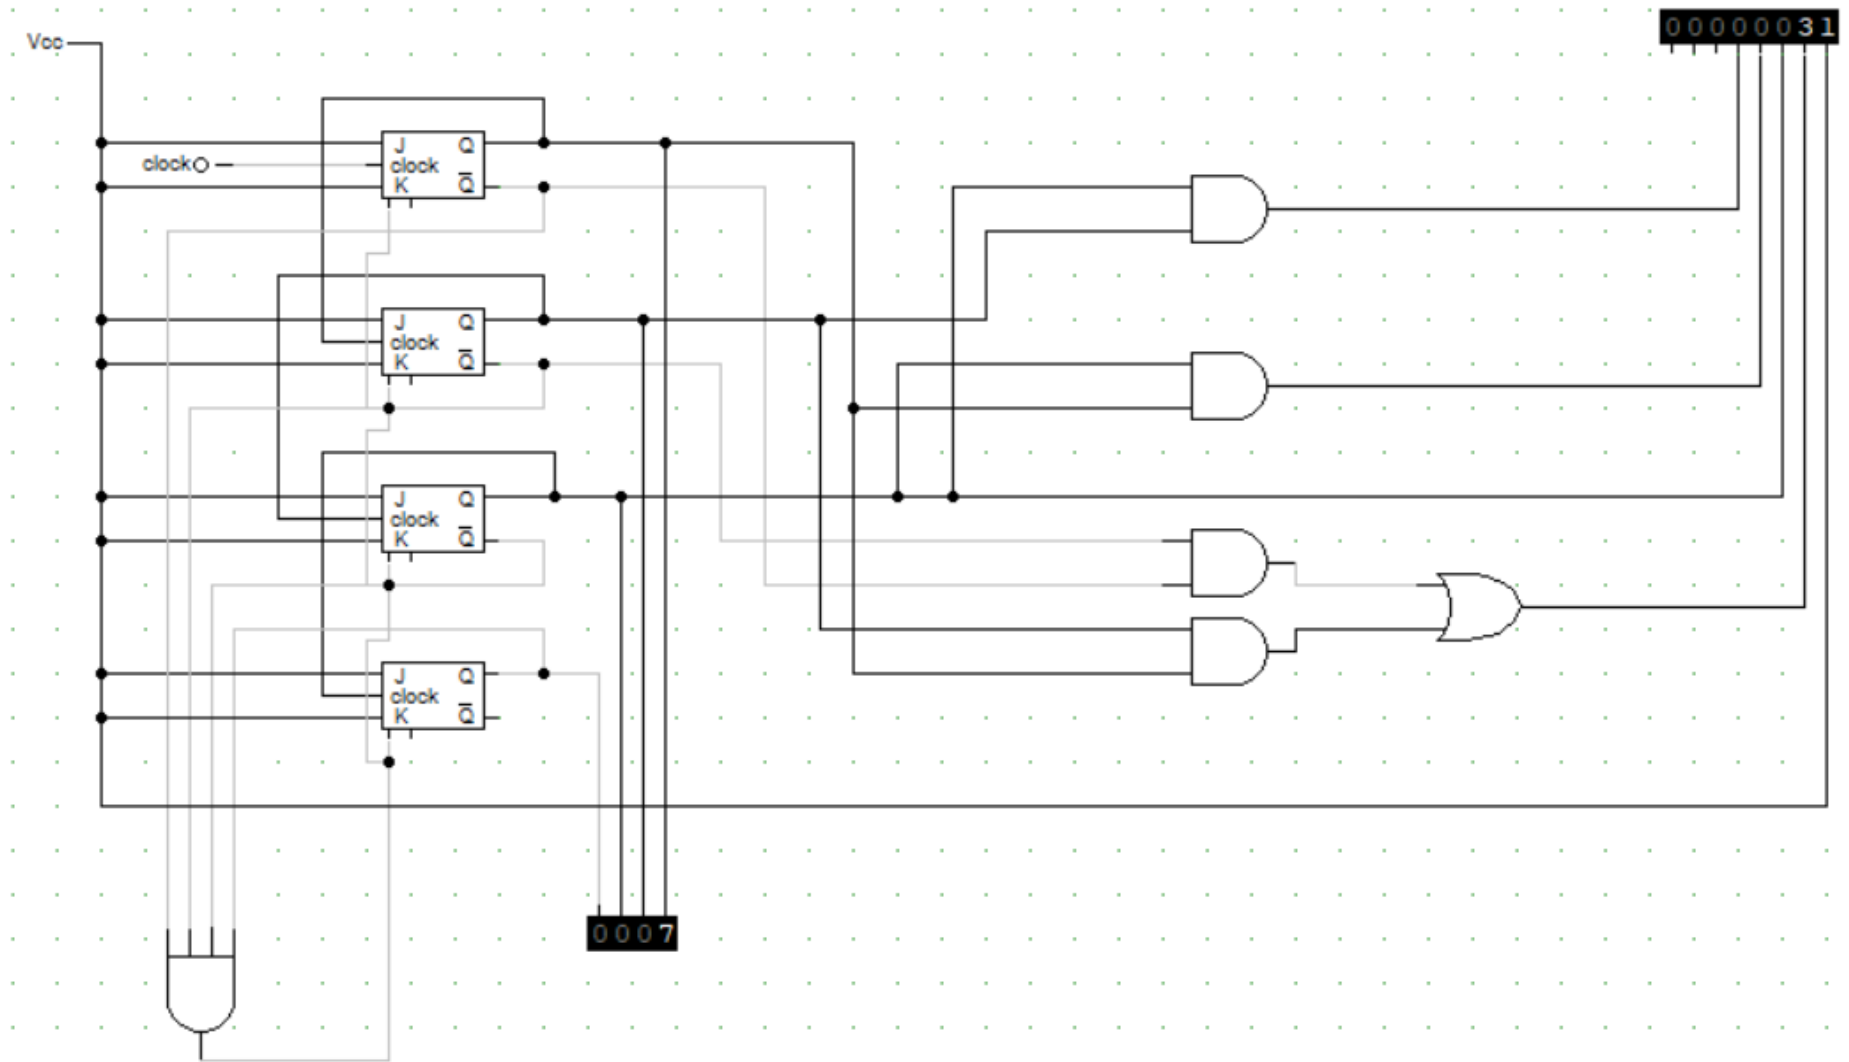 00000031
Vcc
J Q
clock clock
K Q̅
J Q
clock
K Q̅
J Q
clock
K Q̅
J Q
clock
K Q̅
0007